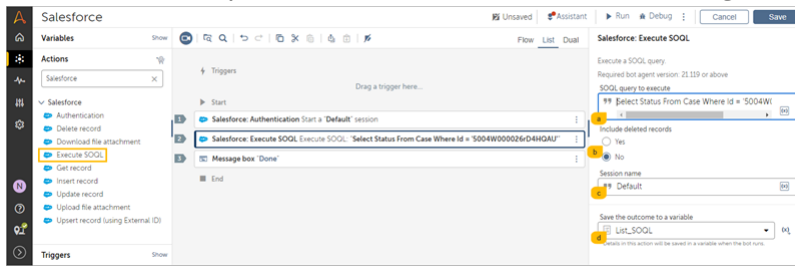 Salesforce
Unsaved
Assistant
Run
Debug
Cancel
Save
Variables
Show
Flow
List
Dual
Salesforce: Execute SOQL
Actions
Salesforce
Salesforce
Authentication
Delete record
Download file attachment
Execute SOQL
Get record
Insert record
Update record
Upload file attachment
Upsert record (using External ID)
Triggers
Show
Triggers
Drag a trigger here...
Start
1 Salesforce: Authentication Start a "Default" session
2 Salesforce: Execute SOQL Execute SOQL: "Select Status From Case Where Id = '5004W000026rD4HQAU'"
3 Message box "Done"
End
Execute a SOQL query.
Required bot agent version: 21.119 or above
SOQL query to execute
Select Status From Case Where Id = '5004W(
a
Include deleted records
Yes
b
No
Session name
Default
c
Save the outcome to a variable
List_SOQL
d
Details in this action will be saved in a variable when the bot runs.
N